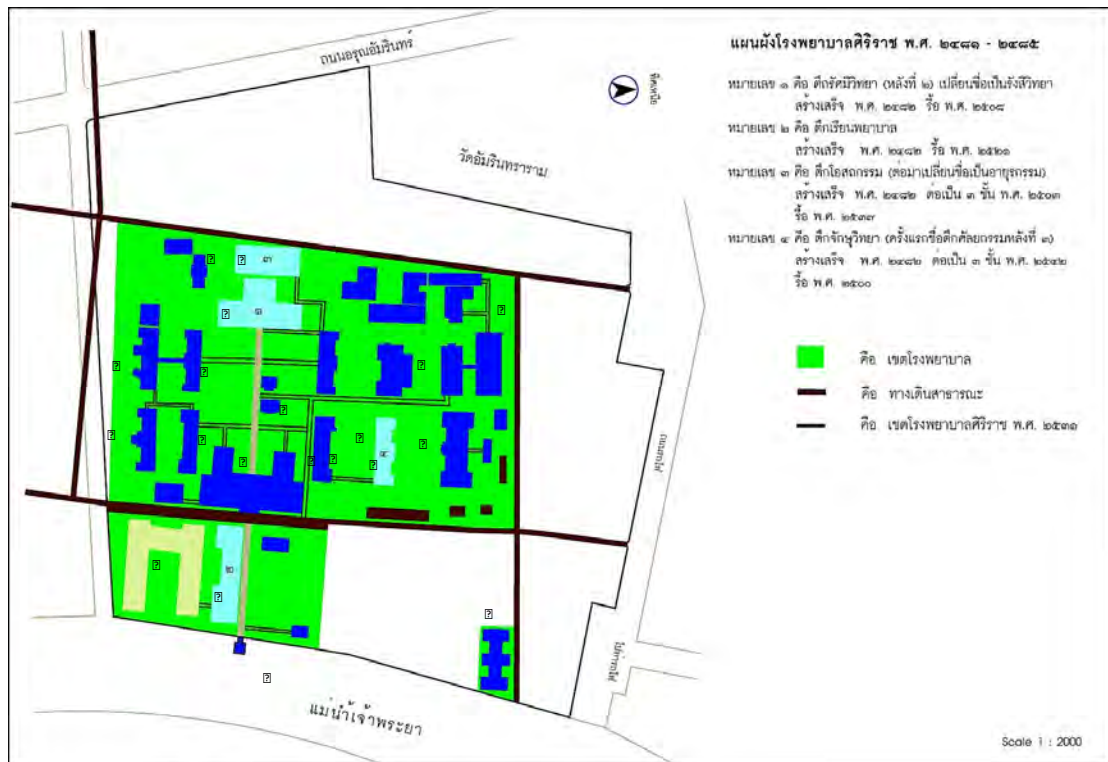 แผนผังโรงพยาบาลศิริราช พ.ศ. ๒๔๘๑ - ๒๔๘๕
หมายเลข ๑ คือ ตึกรัศมีวิทยา (หลังที่ ๒) เปลี่ยนชื่อเป็นรังสีวิทยา
สร้างเสร็จ พ.ศ. ๒๔๘๒ รื้อ พ.ศ. ๒๕๐๘
หมายเลข ๒ คือ ตึกเรียนพยาบาล
สร้างเสร็จ พ.ศ. ๒๔๘๒ รื้อ พ.ศ. ๒๕๒๑
หมายเลข ๓ คือ ตึกโอสถกรรม (ต่อมาเปลี่ยนชื่อเป็นอายุรกรรม)
สร้างเสร็จ พ.ศ. ๒๔๘๒ ต่อเป็น ๓ ชั้น พ.ศ. ๒๕๐๓
รื้อ พ.ศ. ๒๕๓๗
หมายเลข ๔ คือ ตึกจักษุวิทยา (ครั้งแรกชื่อตึกศัลยกรรมหลังที่ ๓)
สร้างเสร็จ พ.ศ. ๒๔๘๒ ต่อเป็น ๓ ชั้น พ.ศ. ๒๕๔๒
รื้อ พ.ศ. ๒๕๐๐
ถนนอรุณอัมรินทร์
ทิศเหนือ
วัดอัมรินทราราม
๓
๑
๔
๒
คือ เขตโรงพยาบาล
คือ ทางเดินสาธารณะ
คือ เขตโรงพยาบาลศิริราช พ.ศ. ๒๕๓๑
ถนนรถไฟ
แม่น้ำเจ้าพระยา
Scale 1 : 2000